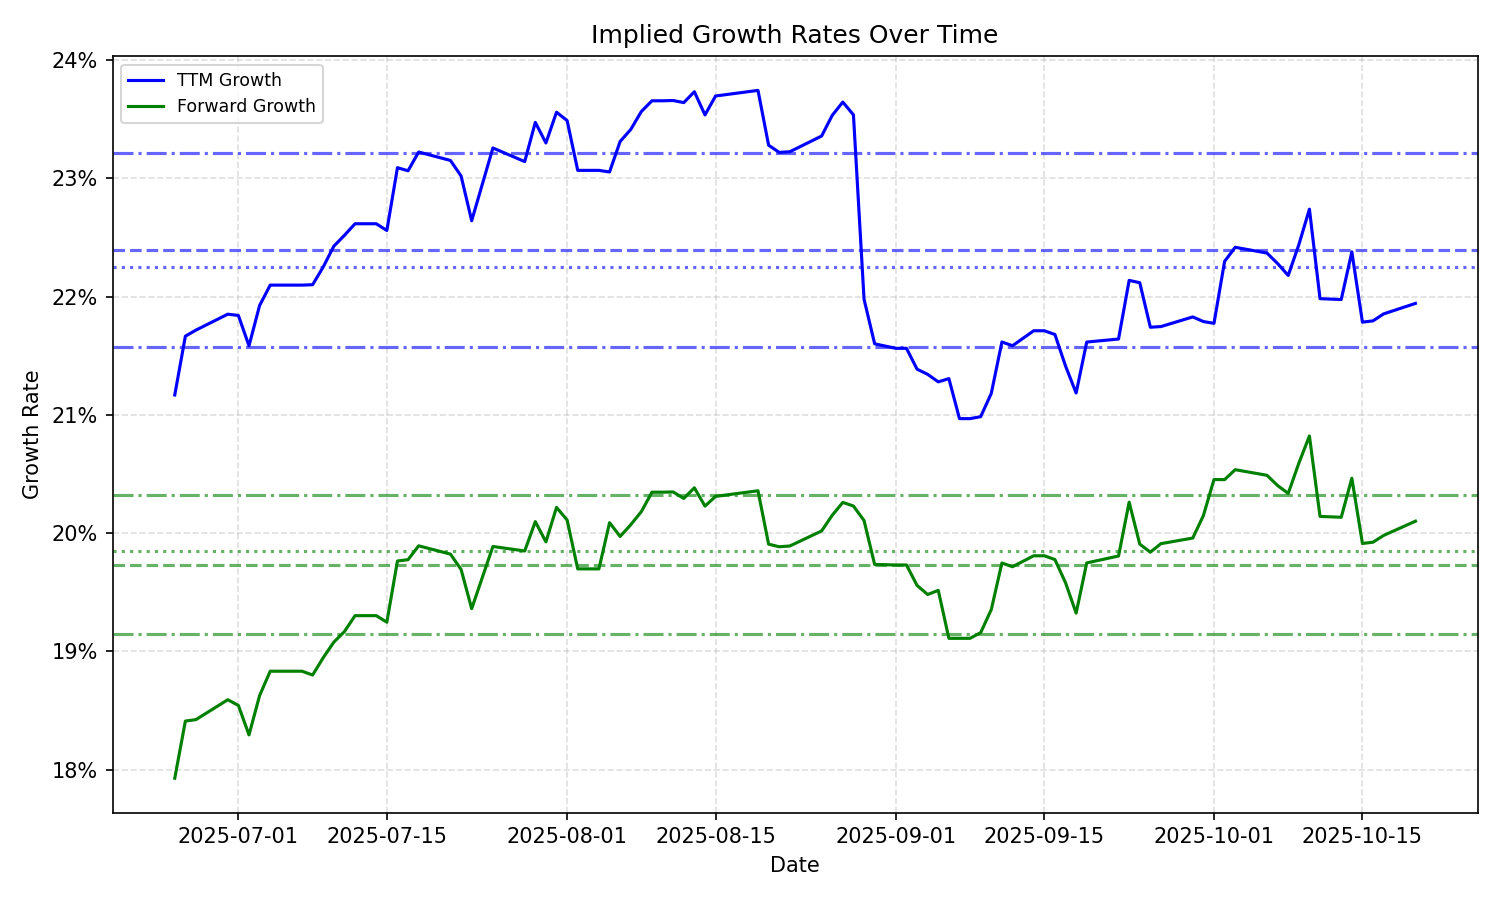 Implied Growth Rates Over Time
24%
TTM Growth
Forward Growth
23%
22%
21%
20%
19%
18%
Growth Rate
2025-07-01 2025-07-15 2025-08-01 2025-08-15 2025-09-01 2025-09-15 2025-10-01 2025-10-15
Date